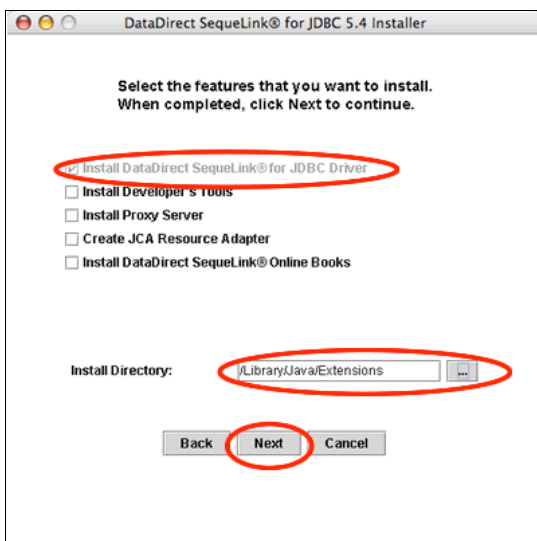 DataDirect SequeLink® for JDBC 5.4 Installer
Select the features that you want to install.
When completed, click Next to continue.
Install DataDirect SequeLink® for JDBC Driver
Install Developer's Tools
Install Proxy Server
Create JCA Resource Adapter
Install DataDirect SequeLink® Online Books
Install Directory: /Library/Java/Extensions ...
Back Next Cancel